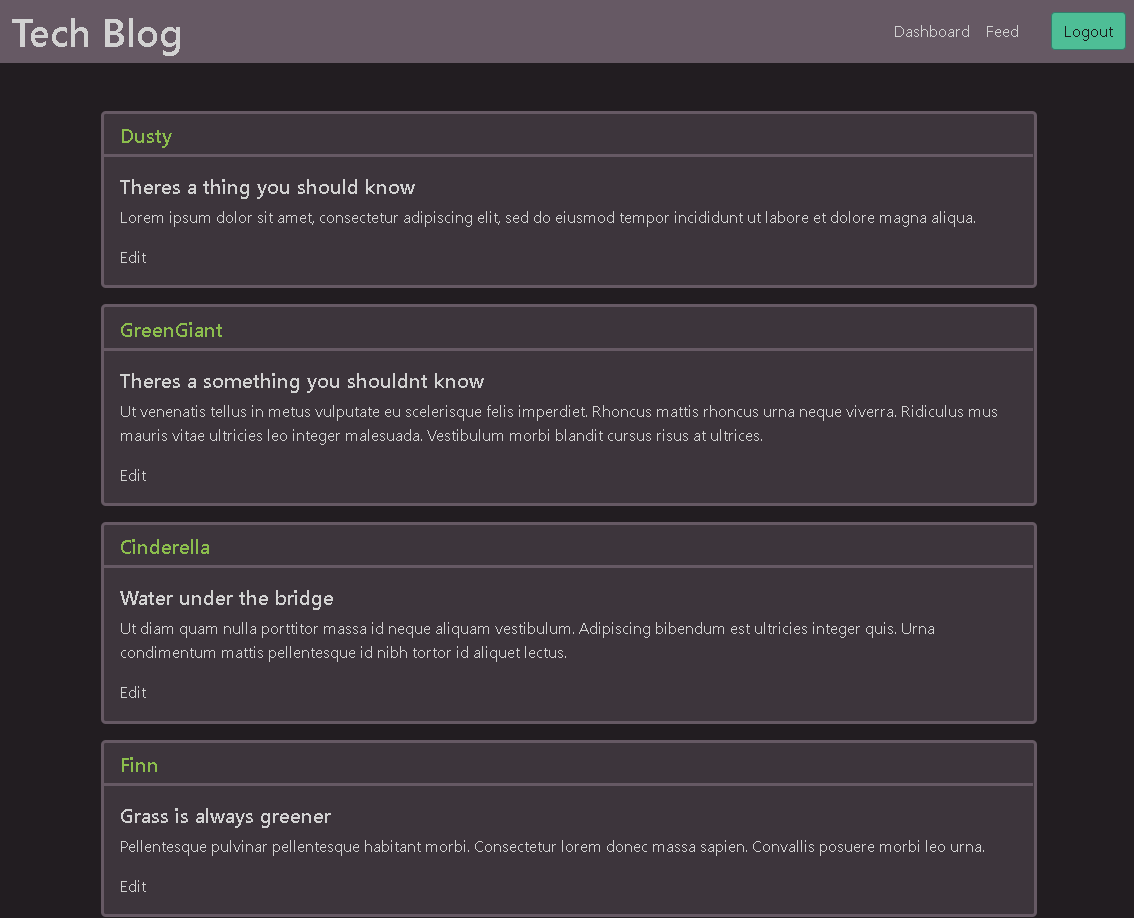 Tech Blog
Dashboard Feed Logout
Dusty
Theres a thing you should know
Lorem ipsum dolor sit amet, consectetur adipiscing elit, sed do eiusmod tempor incididunt ut labore et dolore magna aliqua.
Edit
GreenGiant
Theres a something you shouldnt know
Ut venenatis tellus in metus vulputate eu scelerisque felis imperdiet. Rhoncus mattis rhoncus urna neque viverra. Ridiculus mus
mauris vitae ultricies leo integer malesuada. Vestibulum morbi blandit cursus risus at ultrices.
Edit
Cinderella
Water under the bridge
Ut diam quam nulla porttitor massa id neque aliquam vestibulum. Adipiscing bibendum est ultricies integer quis. Urna
condimentum mattis pellentesque id nibh tortor id aliquet lectus.
Edit
Finn
Grass is always greener
Pellentesque pulvinar pellentesque habitant morbi. Consectetur lorem donec massa sapien. Convallis posuere morbi leo urna.
Edit